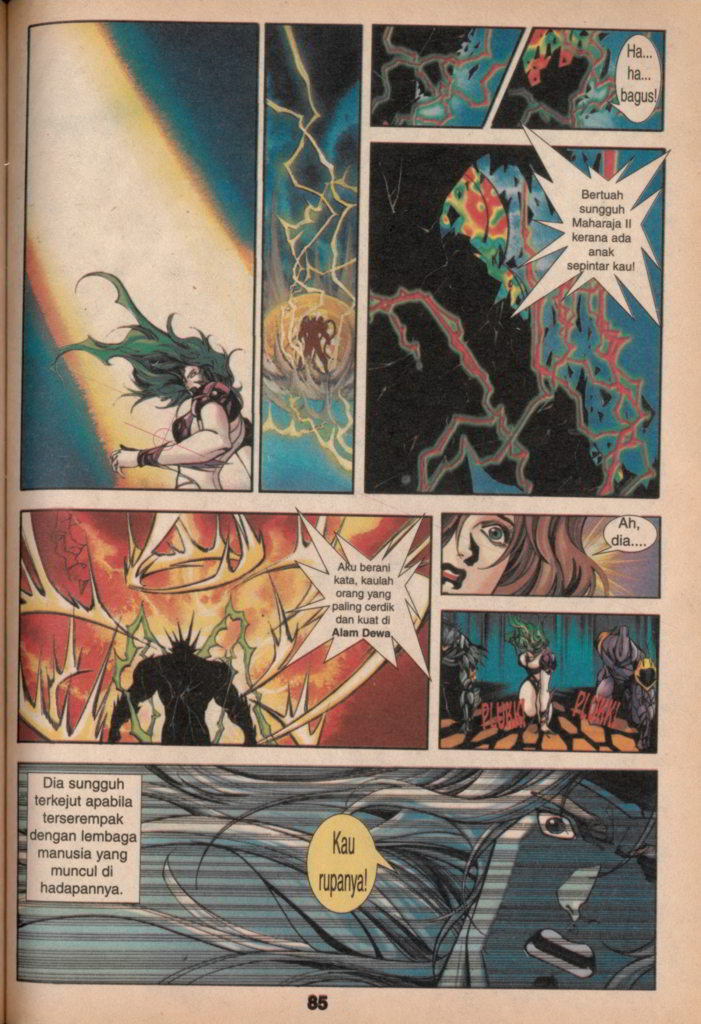 Ha...
ha...
bagus!
Bertuah
sungguh
Maharaja II
kerana ada
anak
sepintar kau!
Aku berani
kata, kaulah
orang yang
paling cerdik
dan kuat di
Alam Dewa.
Ah,
dia....
PLUKK!
PLUKK!
Dia sungguh
terkejut apabila
terserempak
dengan lembaga
manusia yang
muncul di
hadapannya.
Kau
rupanya!
85